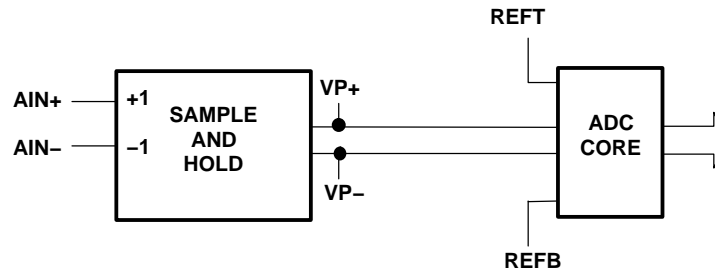 REFT
AIN+
+1
SAMPLE
AND
HOLD
AIN−
−1
VP+
VP−
ADC
CORE
REFB